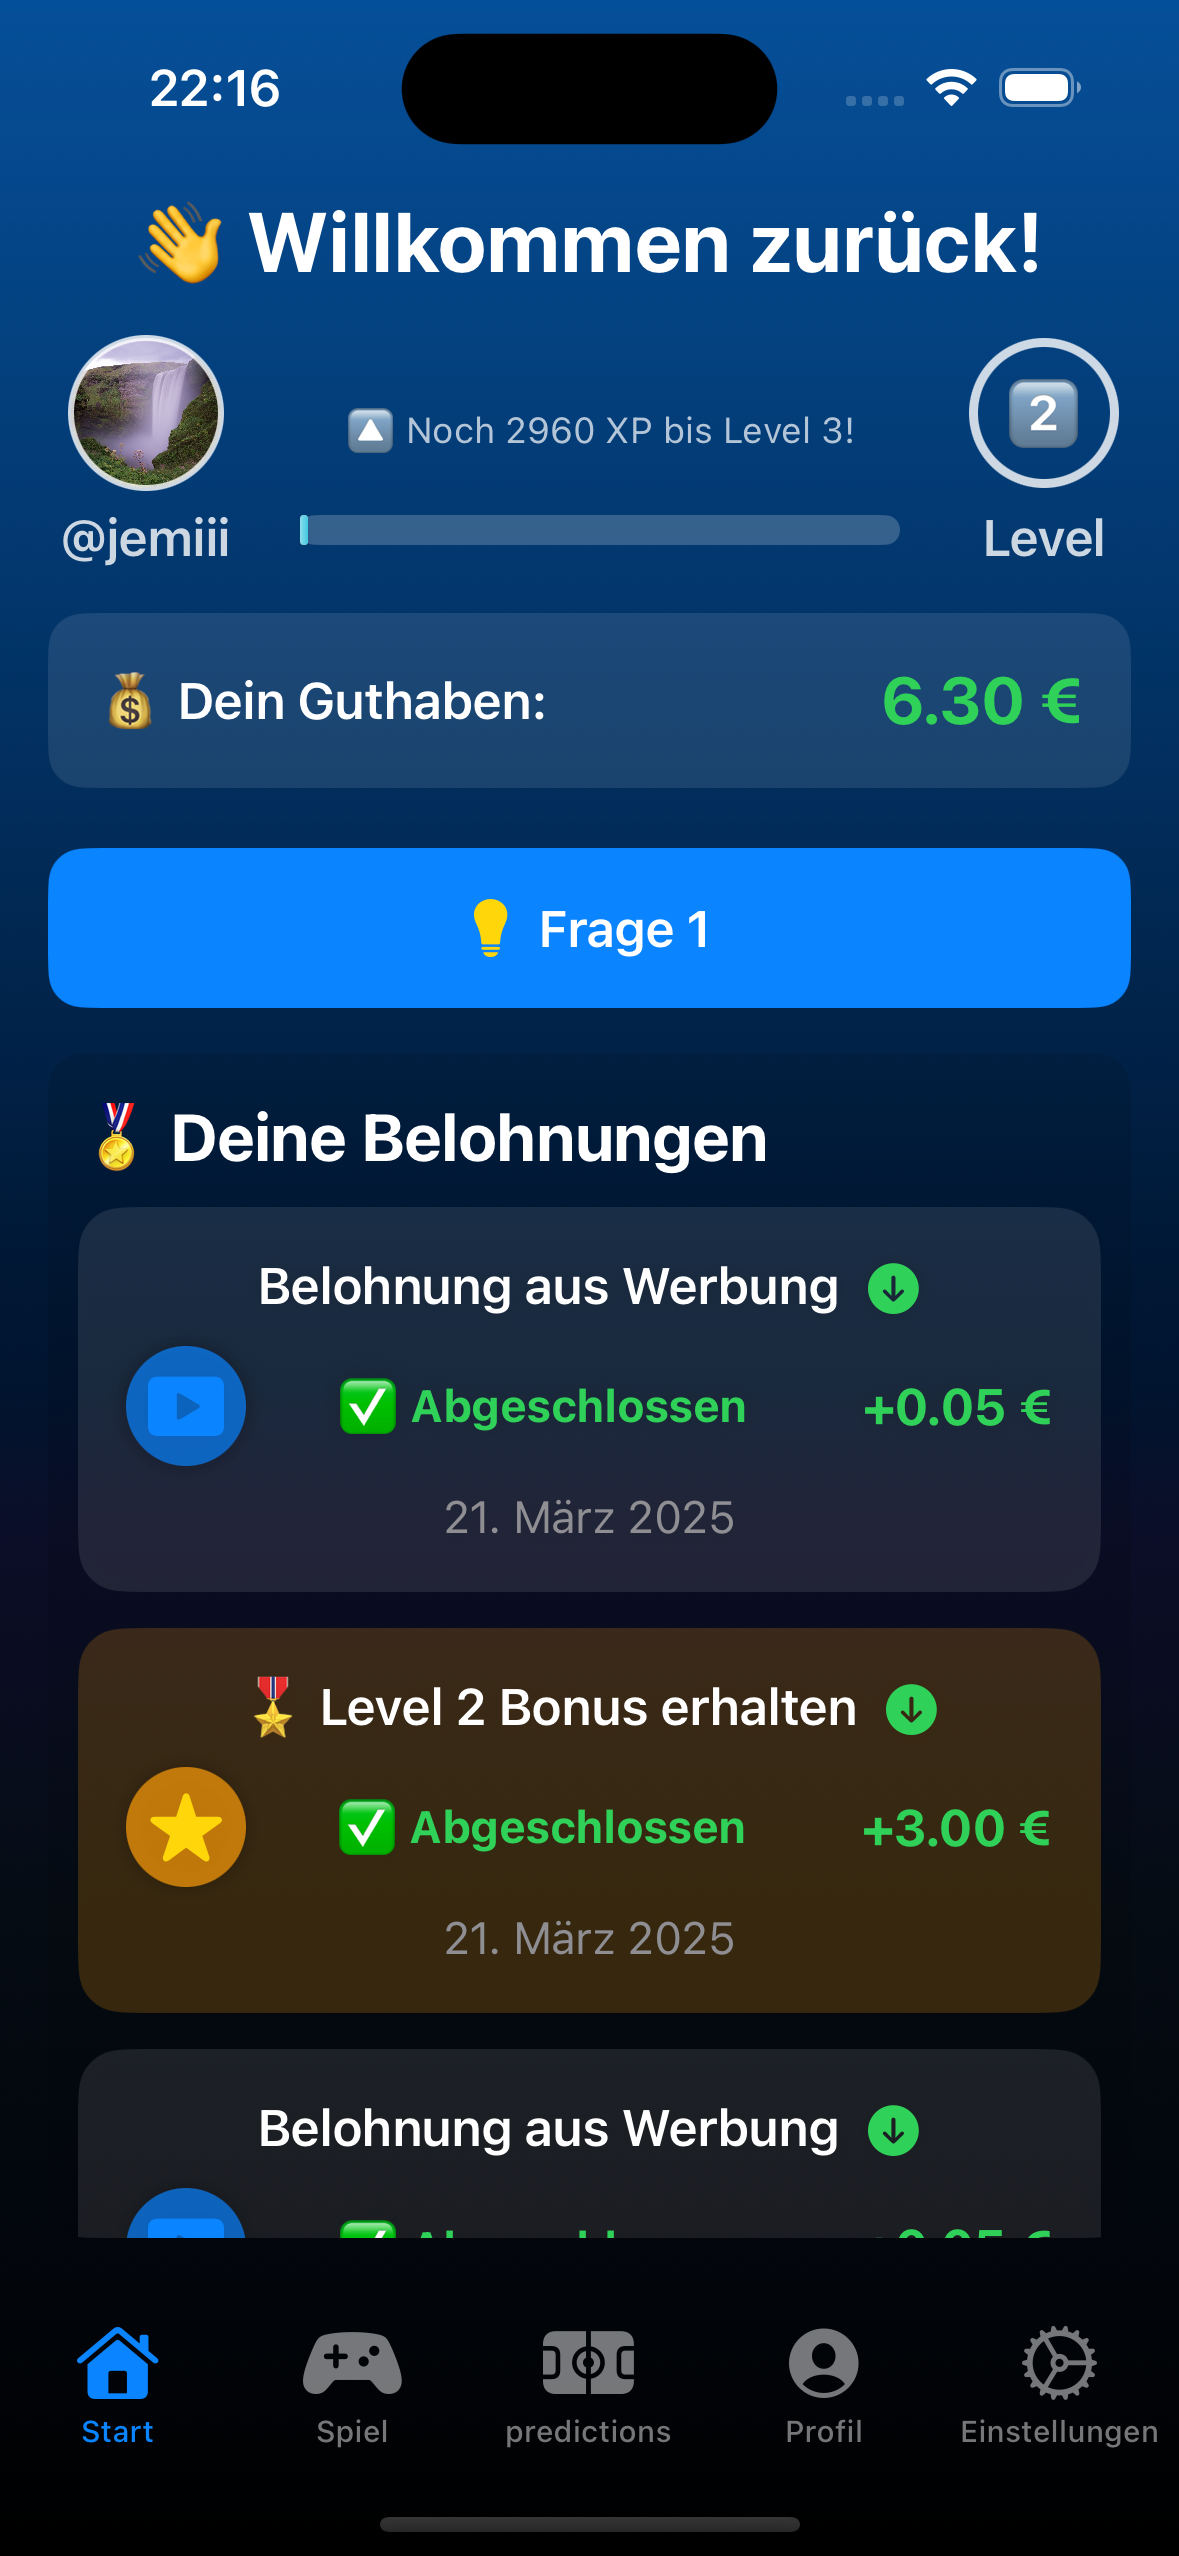 22:16
👋 Willkommen zurück!
🔼 Noch 2960 XP bis Level 3!
2
@jemiii
Level
💰 Dein Guthaben:
6.30 €
Frage 1
🏅 Deine Belohnungen
Belohnung aus Werbung
✅ Abgeschlossen
+0.05 €
21. März 2025
🎖 Level 2 Bonus erhalten
✅ Abgeschlossen
+3.00 €
21. März 2025
Belohnung aus Werbung
Start
Spiel
predictions
Profil
Einstellungen